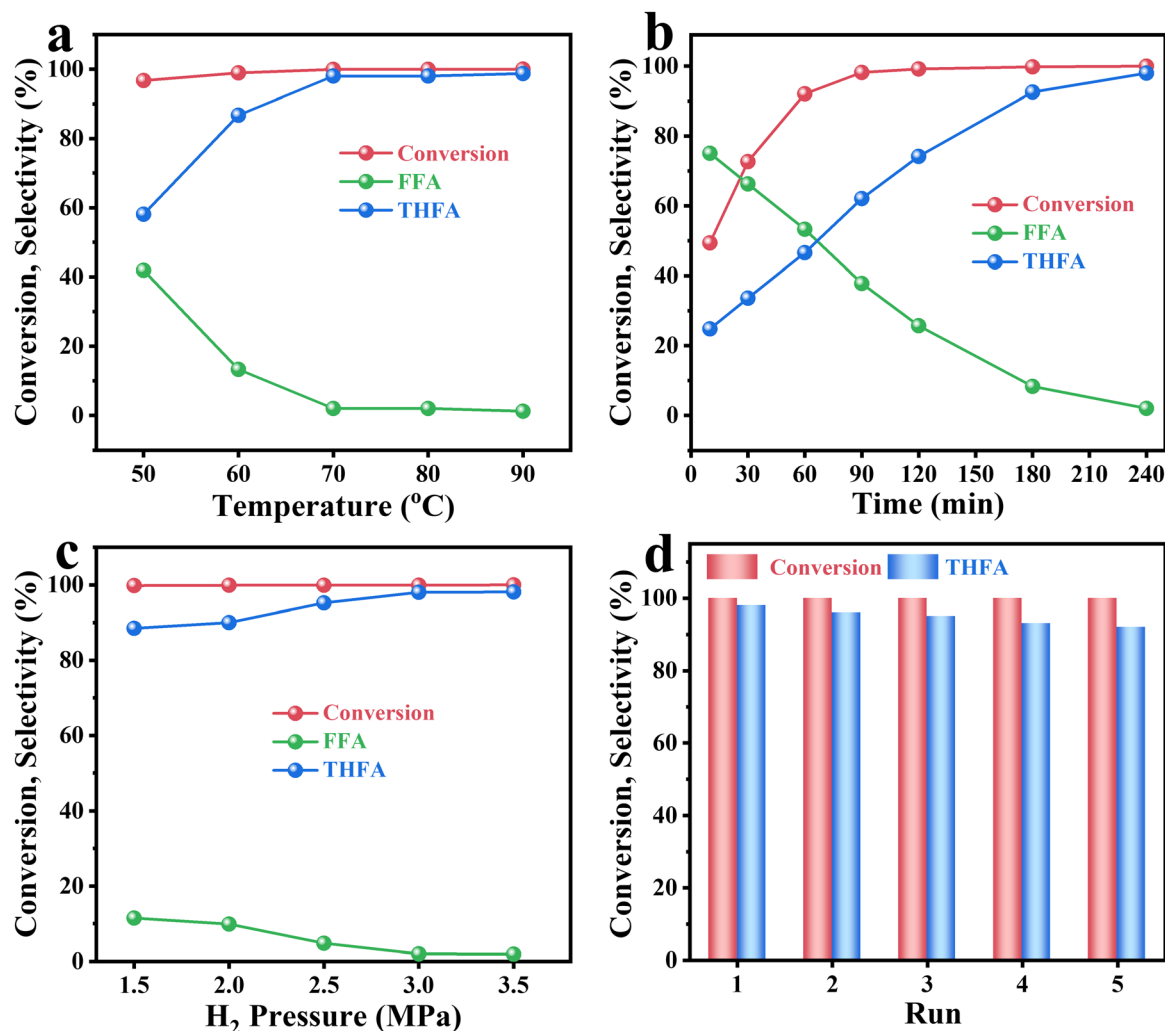 a
Conversion, Selectivity (%)
100
80
60
40
20
0
Conversion
FFA
THFA
50 60 70 80 90
Temperature (°C)
b
Conversion, Selectivity (%)
100
80
60
40
20
0
Conversion
FFA
THFA
0 30 60 90 120 150 180 210 240
Time (min)
c
Conversion, Selectivity (%)
100
80
60
40
20
0
Conversion
FFA
THFA
1.5 2.0 2.5 3.0 3.5
H₂ Pressure (MPa)
d
Conversion, Selectivity (%)
Conversion THFA
100
80
60
40
20
0
1 2 3 4 5
Run